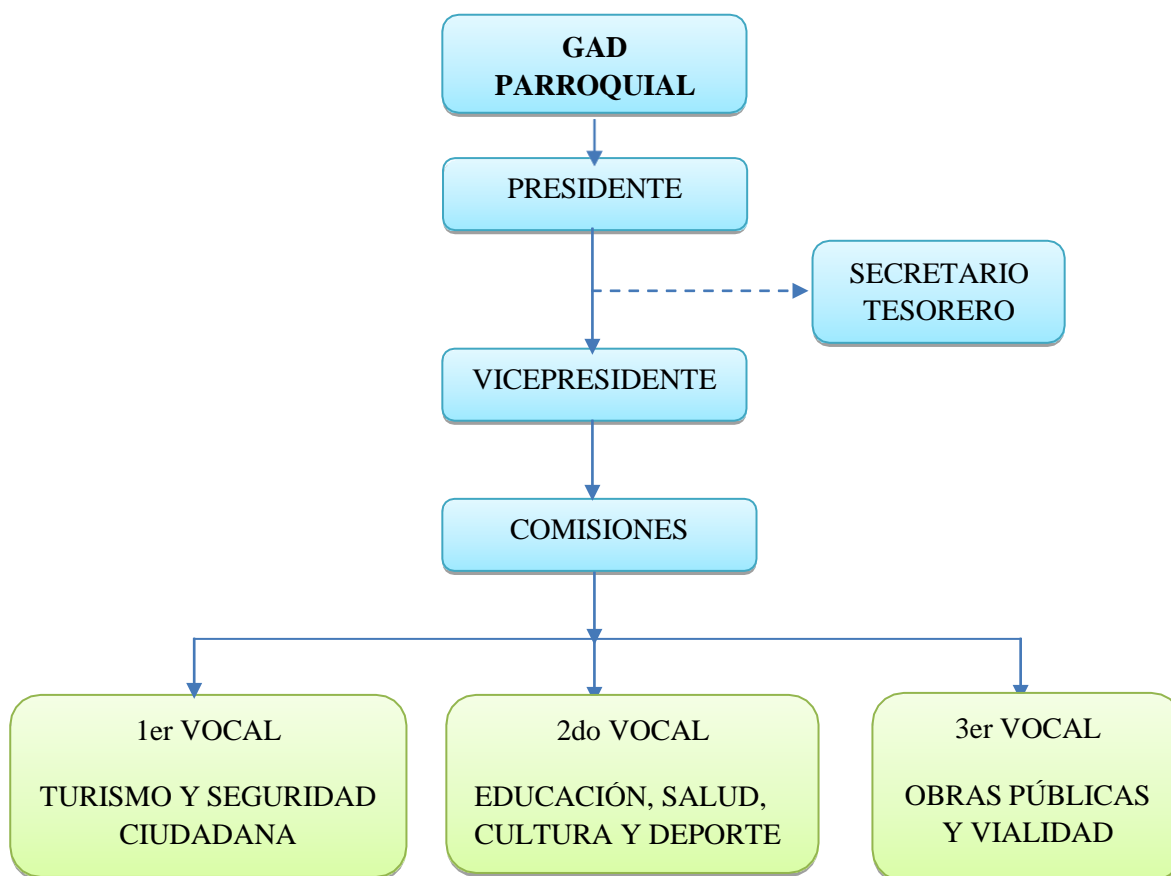 GAD
PARROQUIAL
PRESIDENTE
SECRETARIO
TESORERO
VICEPRESIDENTE
COMISIONES
1er VOCAL
TURISMO Y SEGURIDAD
CIUDADANA
2do VOCAL
EDUCACIÓN, SALUD,
CULTURA Y DEPORTE
3er VOCAL
OBRAS PÚBLICAS
Y VIALIDAD